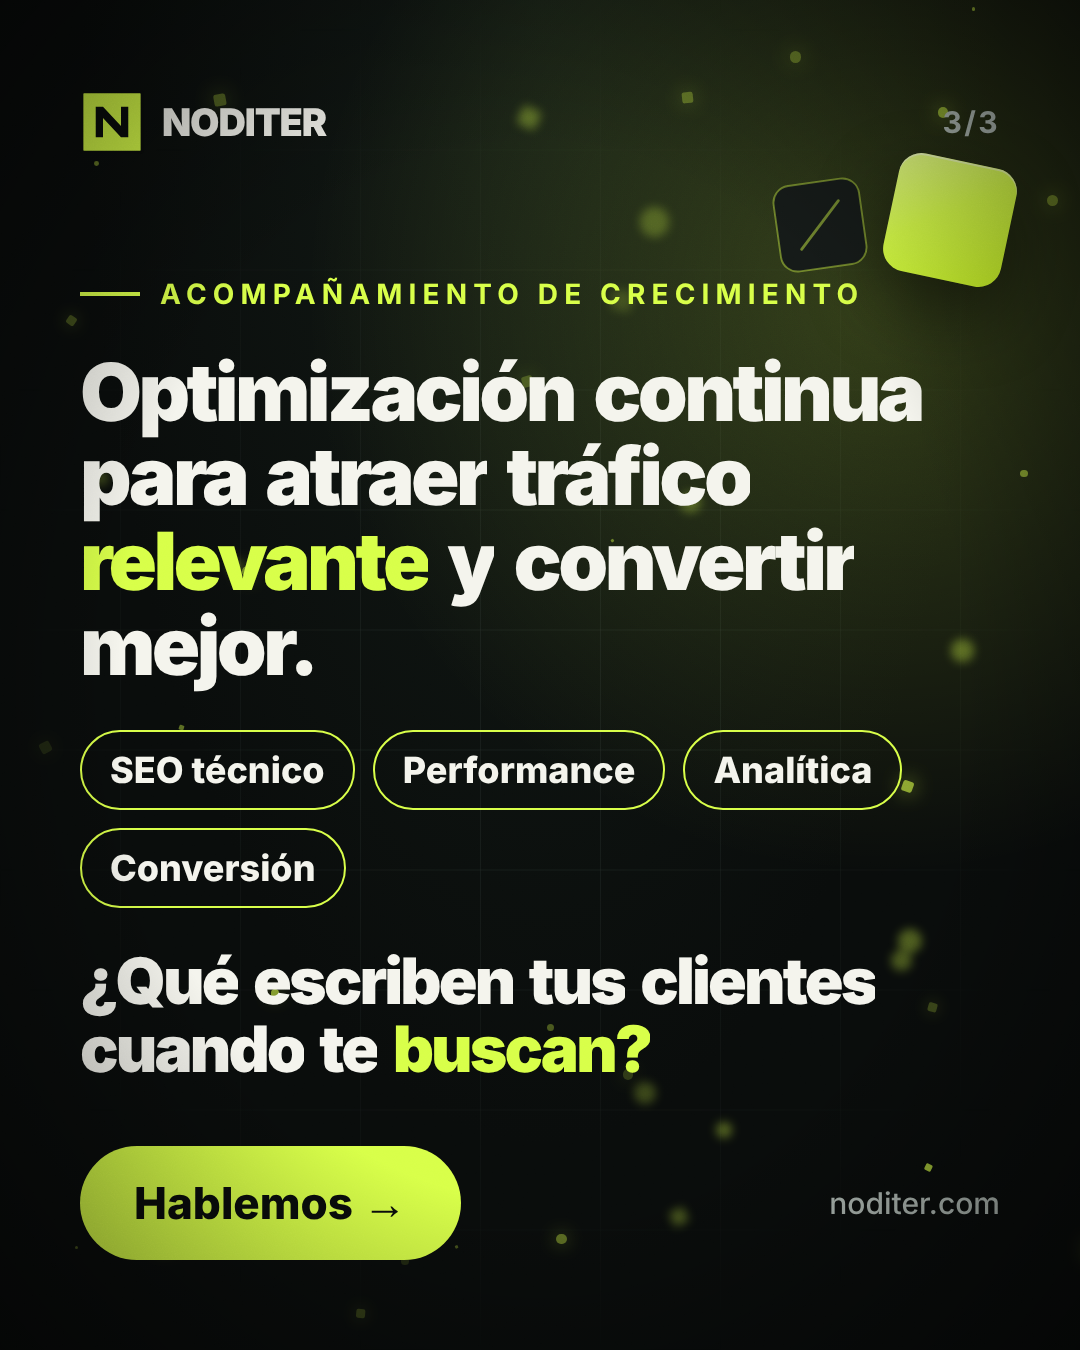 N NODITER
3/3
ACOMPAÑAMIENTO DE CRECIMIENTO
Optimización continua
para atraer tráfico
relevante y convertir
mejor.
SEO técnico
Performance
Analítica
Conversión
¿Qué escriben tus clientes
cuando te buscan?
Hablemos →
noditer.com